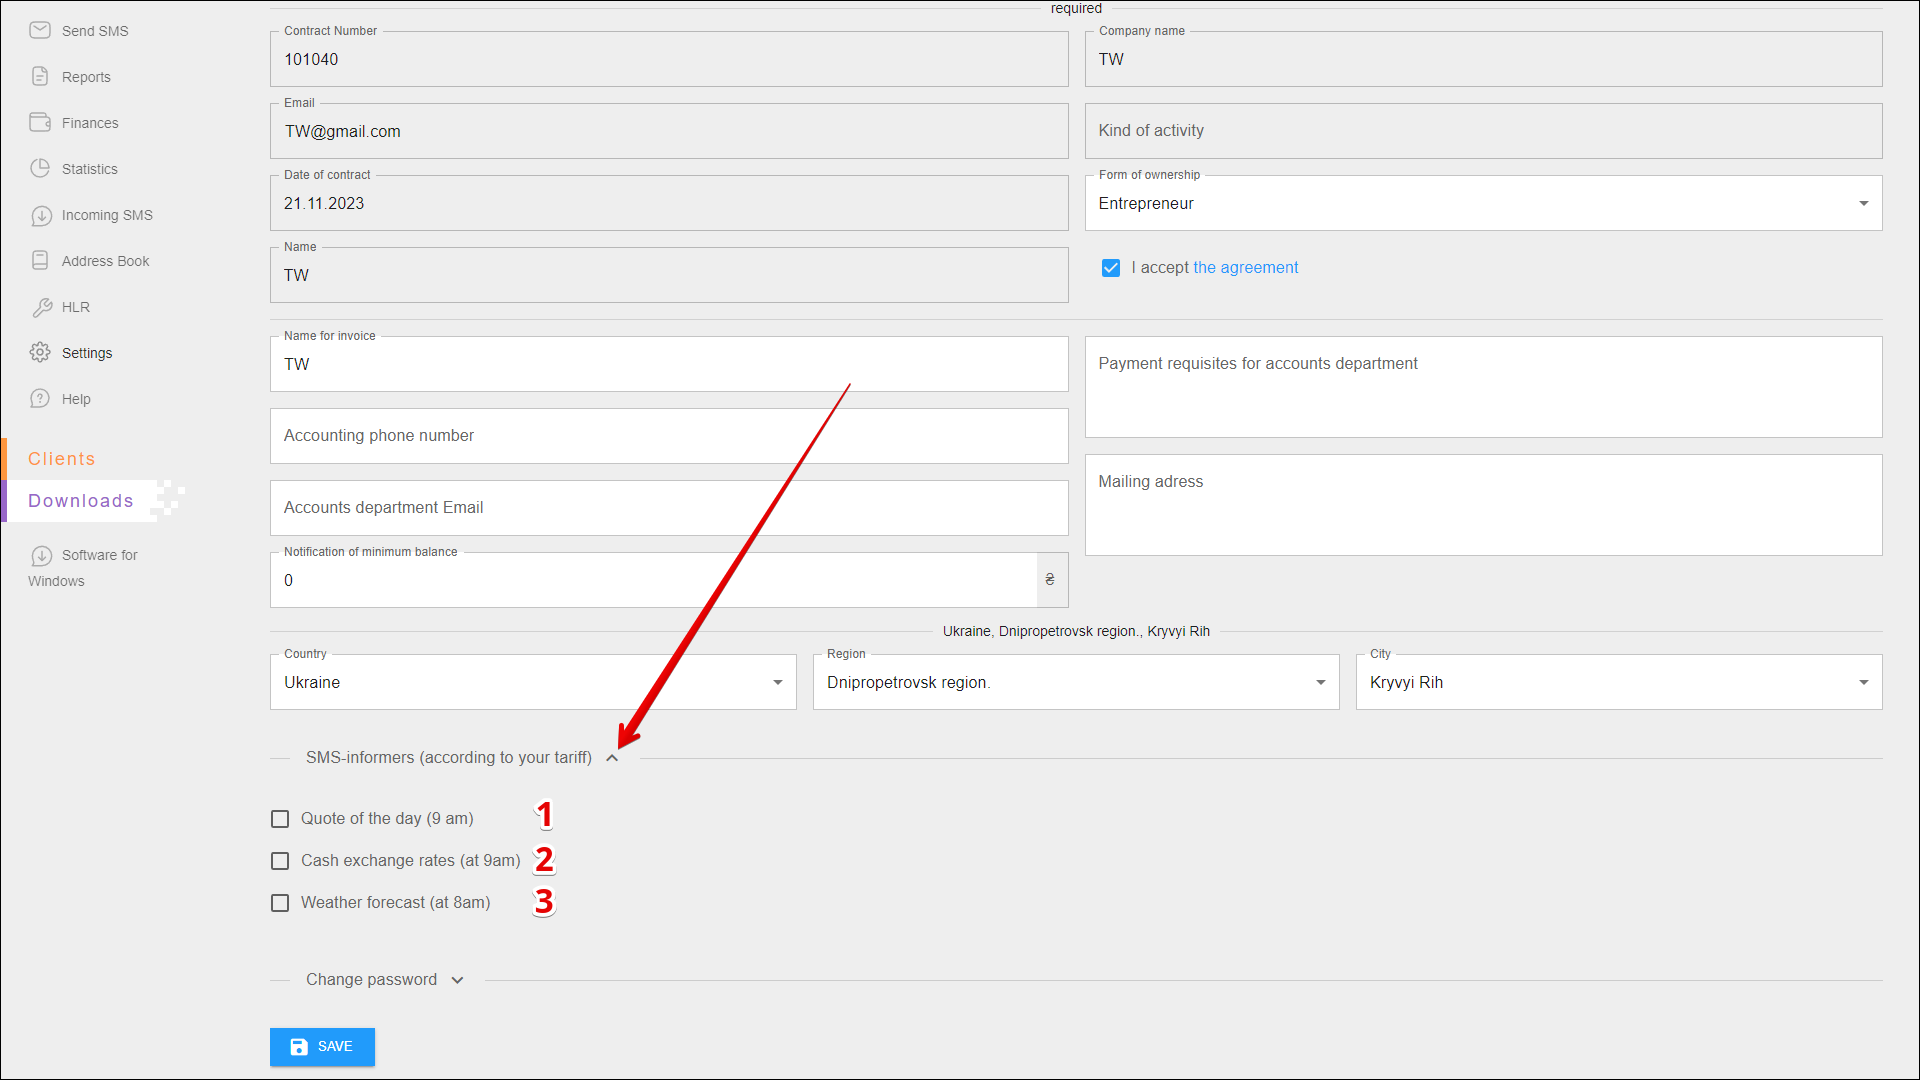 Send SMS
Reports
Finances
Statistics
Incoming SMS
Address Book
HLR
Settings
Help
Clients
Downloads
Software for
Windows
required
Contract Number
101040
Company name
TW
Email
TW@gmail.com
Kind of activity
Date of contract
21.11.2023
Form of ownership
Entrepreneur
Name
TW
I accept the agreement
Name for invoice
TW
Payment requisites for accounts department
Accounting phone number
Mailing adress
Accounts department Email
Notification of minimum balance
0 ₴
Ukraine, Dnipropetrovsk region., Kryvyi Rih
Country
Ukraine
Region
Dnipropetrovsk region.
City
Kryvyi Rih
SMS-informers (according to your tariff)
Quote of the day (9 am) 1
Cash exchange rates (at 9am) 2
Weather forecast (at 8am) 3
Change password
SAVE